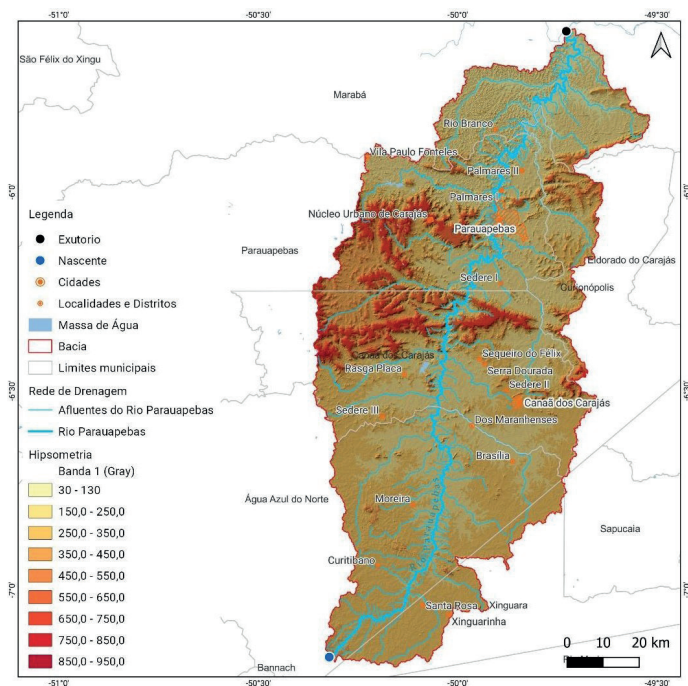 -51°0'
-50°30'
-50°0'
-49°30'
São Félix do Xingu
Marabá
Rio Branco
Vila Paulo Fonteles
Palmares II
-6°0'
-6°0'
Palmares I
Legenda
Núcleo Urbano de Carajás
Exutorio
Parauapebas
Nascente
Parauapebas
Eldorado do Carajás
Cidades
Sedere I
Curionópolis
Localidades e Distritos
Massa de Água
Bacia
Limites municipais
Canaã dos Carajás
Sequeiro do Félix
Rasga Placa
Serra Dourada
Rede de Drenagem
Sedere II
-6°30'
-6°30'
Afluentes do Rio Parauapebas
Sedere III
Canaã dos Carajás
Rio Parauapebas
Dos Maranhenses
Hipsometria
Brasília
Banda 1 (Gray)
30 - 130
150,0 - 250,0
Água Azul do Norte
Moreira
250,0 - 350,0
Sapucaia
350,0 - 450,0
450,0 - 550,0
Curitibano
550,0 - 650,0
-7°0'
-7°0'
650,0 - 750,0
Santa Rosa
Xinguara
750,0 - 850,0
Xinguarinha
850,0 - 950,0
0 10 20 km
Bannach
-51°0'
-50°30'
-50°0'
-49°30'